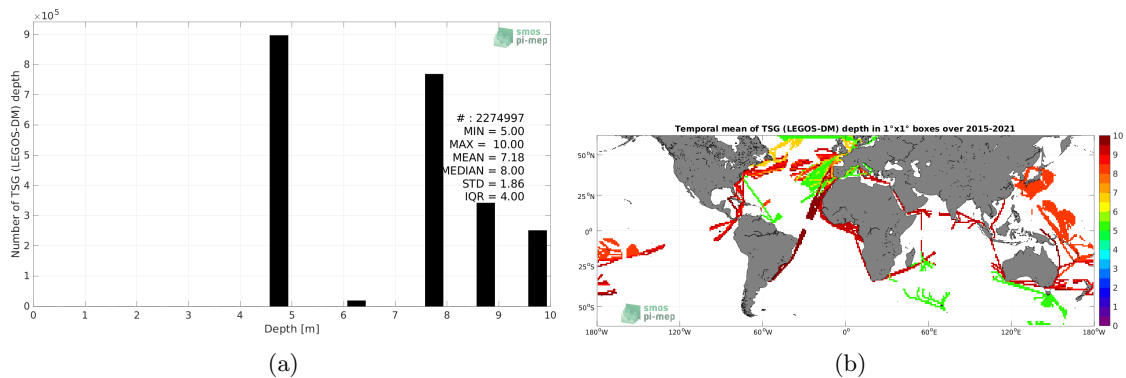 ×10⁵
9
8
7
6
5
4
3
2
1
0
Number of TSG (LEGOS-DM) depth
smos
pi-mep
# : 2274997
MIN = 5.00
MAX = 10.00
MEAN = 7.18
MEDIAN = 8.00
STD = 1.86
IQR = 4.00
0 1 2 3 4 5 6 7 8 9 10
Depth [m]
(a)
Temporal mean of TSG (LEGOS-DM) depth in 1°x1° boxes over 2015-2021
50°N
25°N
0°
25°S
50°S
180°W 120°W 60°W 0° 60°E 120°E 180°E
smos
pi-mep
10
9
8
7
6
5
4
3
2
1
0
(b)